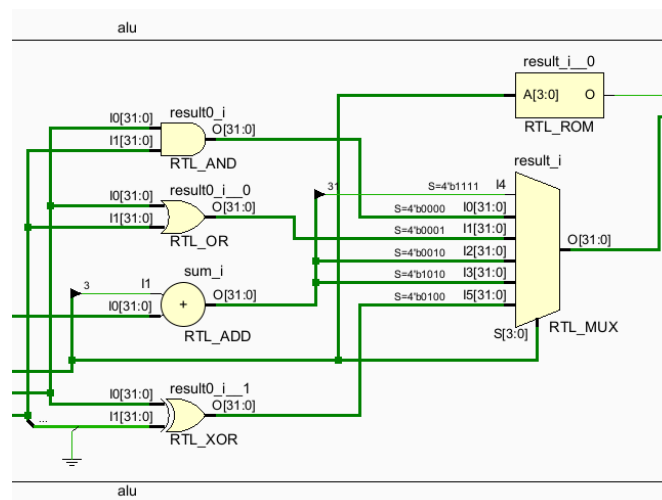 alu
result_i__0
A[3:0] O
RTL_ROM
result0_i
I0[31:0]
I1[31:0]
O[31:0]
RTL_AND
result_i
31
S=4'b1111 I4
S=4'b0000 I0[31:0]
S=4'b0001 I1[31:0]
S=4'b0010 I2[31:0]
S=4'b1010 I3[31:0]
S=4'b0100 I5[31:0]
O[31:0]
S[3:0]
RTL_MUX
result0_i__0
I0[31:0]
I1[31:0]
O[31:0]
RTL_OR
sum_i
3 I1
I0[31:0]
+
O[31:0]
RTL_ADD
result0_i__1
I0[31:0]
I1[31:0]
O[31:0]
RTL_XOR
...
alu